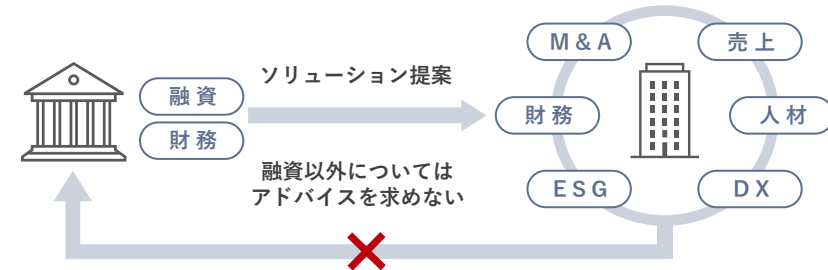 融資
財務
ソリューション提案
融資以外については
アドバイスを求めない
M&A
売上
財務
人材
ESG
DX